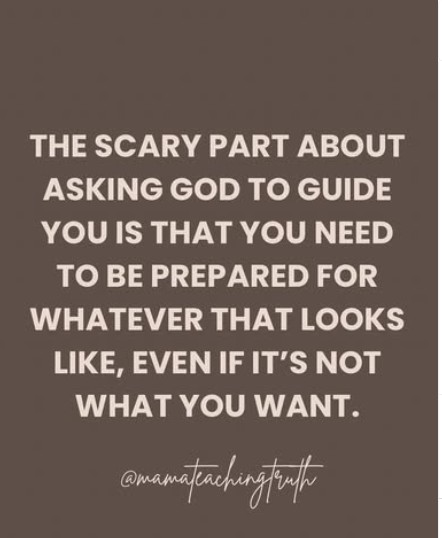 THE SCARY PART ABOUT
ASKING GOD TO GUIDE
YOU IS THAT YOU NEED
TO BE PREPARED FOR
WHATEVER THAT LOOKS
LIKE, EVEN IF IT’S NOT
WHAT YOU WANT.
@mamateachingtruth